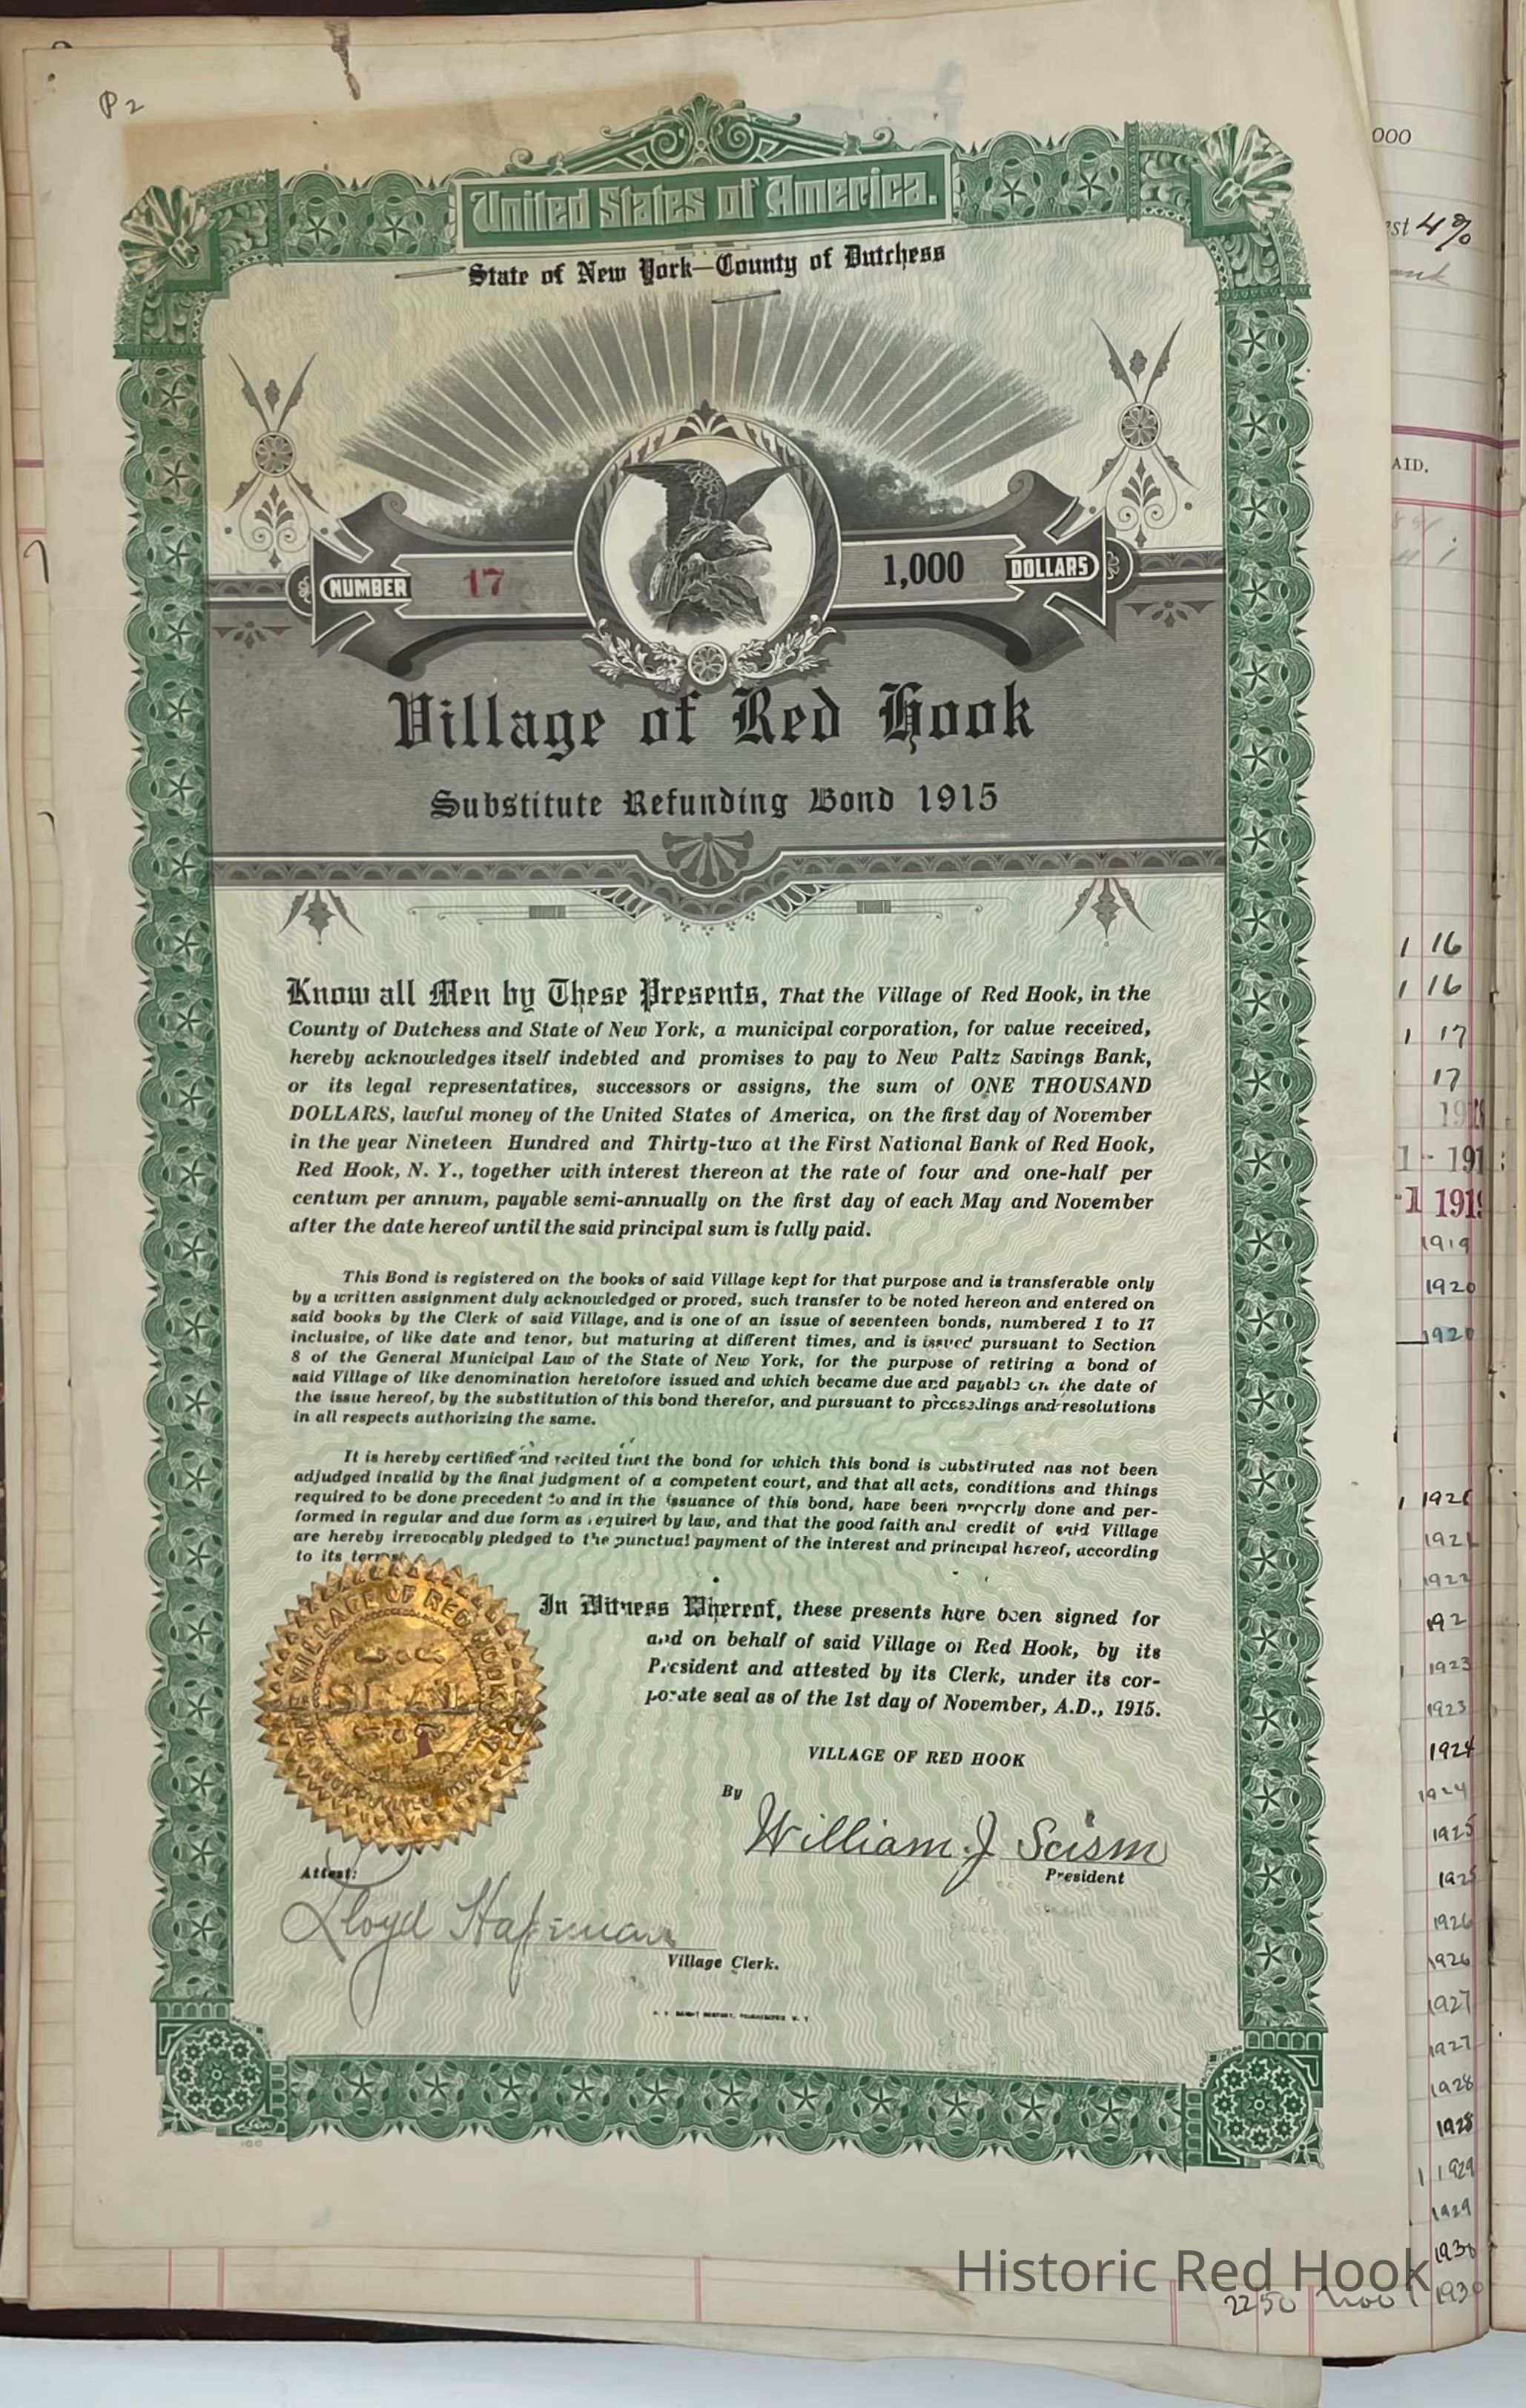 P 2
United States of America.
State of New York—County of Dutchess
NUMBER 17
1,000 DOLLARS
Village of Red Hook
Substitute Refunding Bond 1915
Know all Men by These Presents, That the Village of Red Hook, in the
County of Dutchess and State of New York, a municipal corporation, for value received,
hereby acknowledges itself indebted and promises to pay to New Paltz Savings Bank,
or its legal representatives, successors or assigns, the sum of ONE THOUSAND
DOLLARS, lawful money of the United States of America, on the first day of November
in the year Nineteen Hundred and Thirty-two at the First National Bank of Red Hook,
Red Hook, N. Y., together with interest thereon at the rate of four and one-half per
centum per annum, payable semi-annually on the first day of each May and November
after the date hereof until the said principal sum is fully paid.
This Bond is registered on the books of said Village kept for that purpose and is transferable only
by a written assignment duly acknowledged or proved, such transfer to be noted hereon and entered on
said books by the Clerk of said Village, and is one of an issue of seventeen bonds, numbered 1 to 17
inclusive, of like date and tenor, but maturing at different times, and is issued pursuant to Section
8 of the General Municipal Law of the State of New York, for the purpose of retiring a bond of
said Village of like denomination heretofore issued and which became due and payable on the date of
the issue hereof, by the substitution of this bond therefor, and pursuant to proceedings and resolutions
in all respects authorizing the same.
It is hereby certified and recited that the bond for which this bond is substituted has not been
adjudged invalid by the final judgment of a competent court, and that all acts, conditions and things
required to be done precedent to and in the issuance of this bond, have been properly done and per-
formed in regular and due form as required by law, and that the good faith and credit of said Village
are hereby irrevocably pledged to the punctual payment of the interest and principal hereof, according
to its terms.
THE VILLAGE OF RED HOOK
SEAL
In Witness Whereof, these presents have been signed for
and on behalf of said Village of Red Hook, by its
President and attested by its Clerk, under its cor-
porate seal as of the 1st day of November, A.D., 1915.
VILLAGE OF RED HOOK
By William J Scism
President
Attest:
Lloyd
Village Clerk.
100
000
est 4%
AID.
1 16
1 16
1 17
17
1 - 191
-1 1919
1919
1920
1920
1 1921
1922
192
1923
1923
1924
1924
1925
1925
1926
1926
1927
1927
1928
1928
1 1929
1929
1930
2250 Nov 1 1930
Historic Red Hook